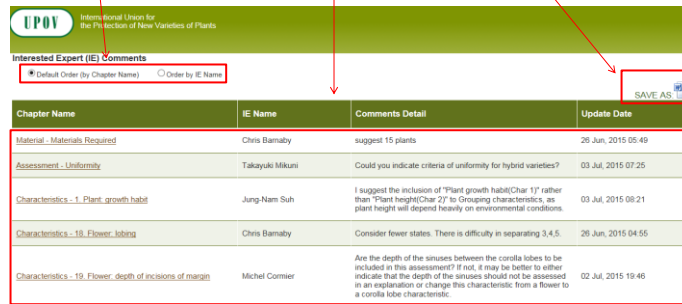 UPOV
International Union for
the Protection of New Varieties of Plants
Interested Expert (IE) Comments
Default Order (by Chapter Name) Order by IE Name
SAVE AS:
Chapter Name IE Name Comments Detail Update Date
Material - Materials Required Chris Barnaby suggest 15 plants 26 Jun, 2015 05:49
Assessment - Uniformity Takayuki Mikuni Could you indicate criteria of uniformity for hybrid varieties? 03 Jul, 2015 07:25
Characteristics - 1. Plant: growth habit Jung-Nam Suh I suggest the inclusion of "Plant growth habit(Char 1)" rather
than "Plant height(Char 2)" to Grouping characteristics, as
plant height will depend heavily on environmental conditions. 03 Jul, 2015 08:21
Characteristics - 18. Flower: lobing Chris Barnaby Consider fewer states. There is difficulty in separating 3,4,5. 26 Jun, 2015 04:55
Characteristics - 19. Flower: depth of incisions of margin Michel Cormier Are the depth of the sinuses between the corolla lobes to be
included in this assessment? If not, it may be better to either
indicate that the depth of the sinuses should not be assessed
in an explanation or change this characteristic from a flower to
a corolla lobe characteristic. 02 Jul, 2015 19:46